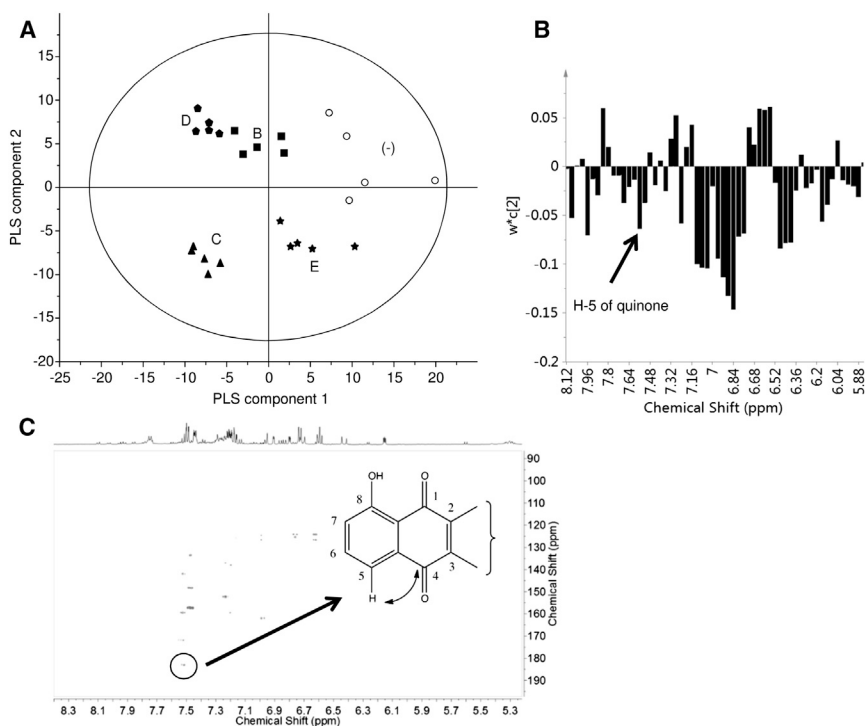 A
PLS component 2
15
10
5
0
-5
-10
-15
-20
D
B
(-)
C
E
-25 -20 -15 -10 -5 0 5 10 15 20
PLS component 1
B
w*c[2]
0.05
0
-0.05
-0.1
-0.15
-0.2
H-5 of quinone
8.12 7.96 7.8 7.64 7.48 7.32 7.16 7 6.84 6.68 6.52 6.36 6.2 6.04 5.88
Chemical Shift (ppm)
C
OH
O
8 1
7 2
6 3
5 4
H
O
90
100
110
120
130
140
150
160
170
180
190
Chemical Shift (ppm)
8.3 8.1 7.9 7.7 7.5 7.3 7.1 6.9 6.7 6.5 6.3 6.1 5.9 5.7 5.5 5.3
Chemical Shift (ppm)